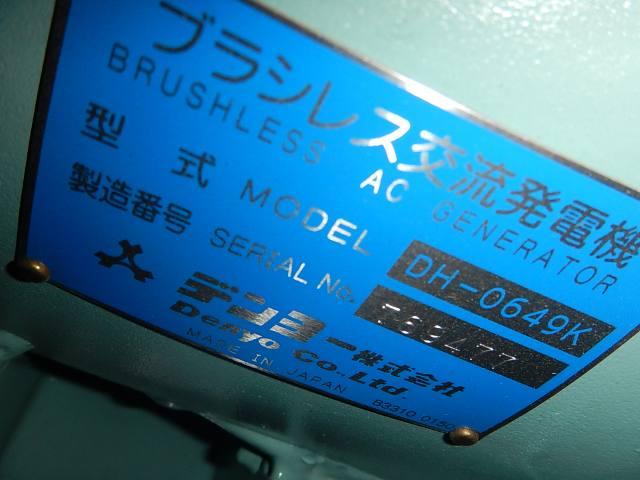 ブラシレス交流発電機
BRUSHLESS AC GENERATOR
型式 MODEL DH-0649K
製造番号 SERIAL No.
デンヨー株式会社
Denyo Co., Ltd.
MADE IN JAPAN